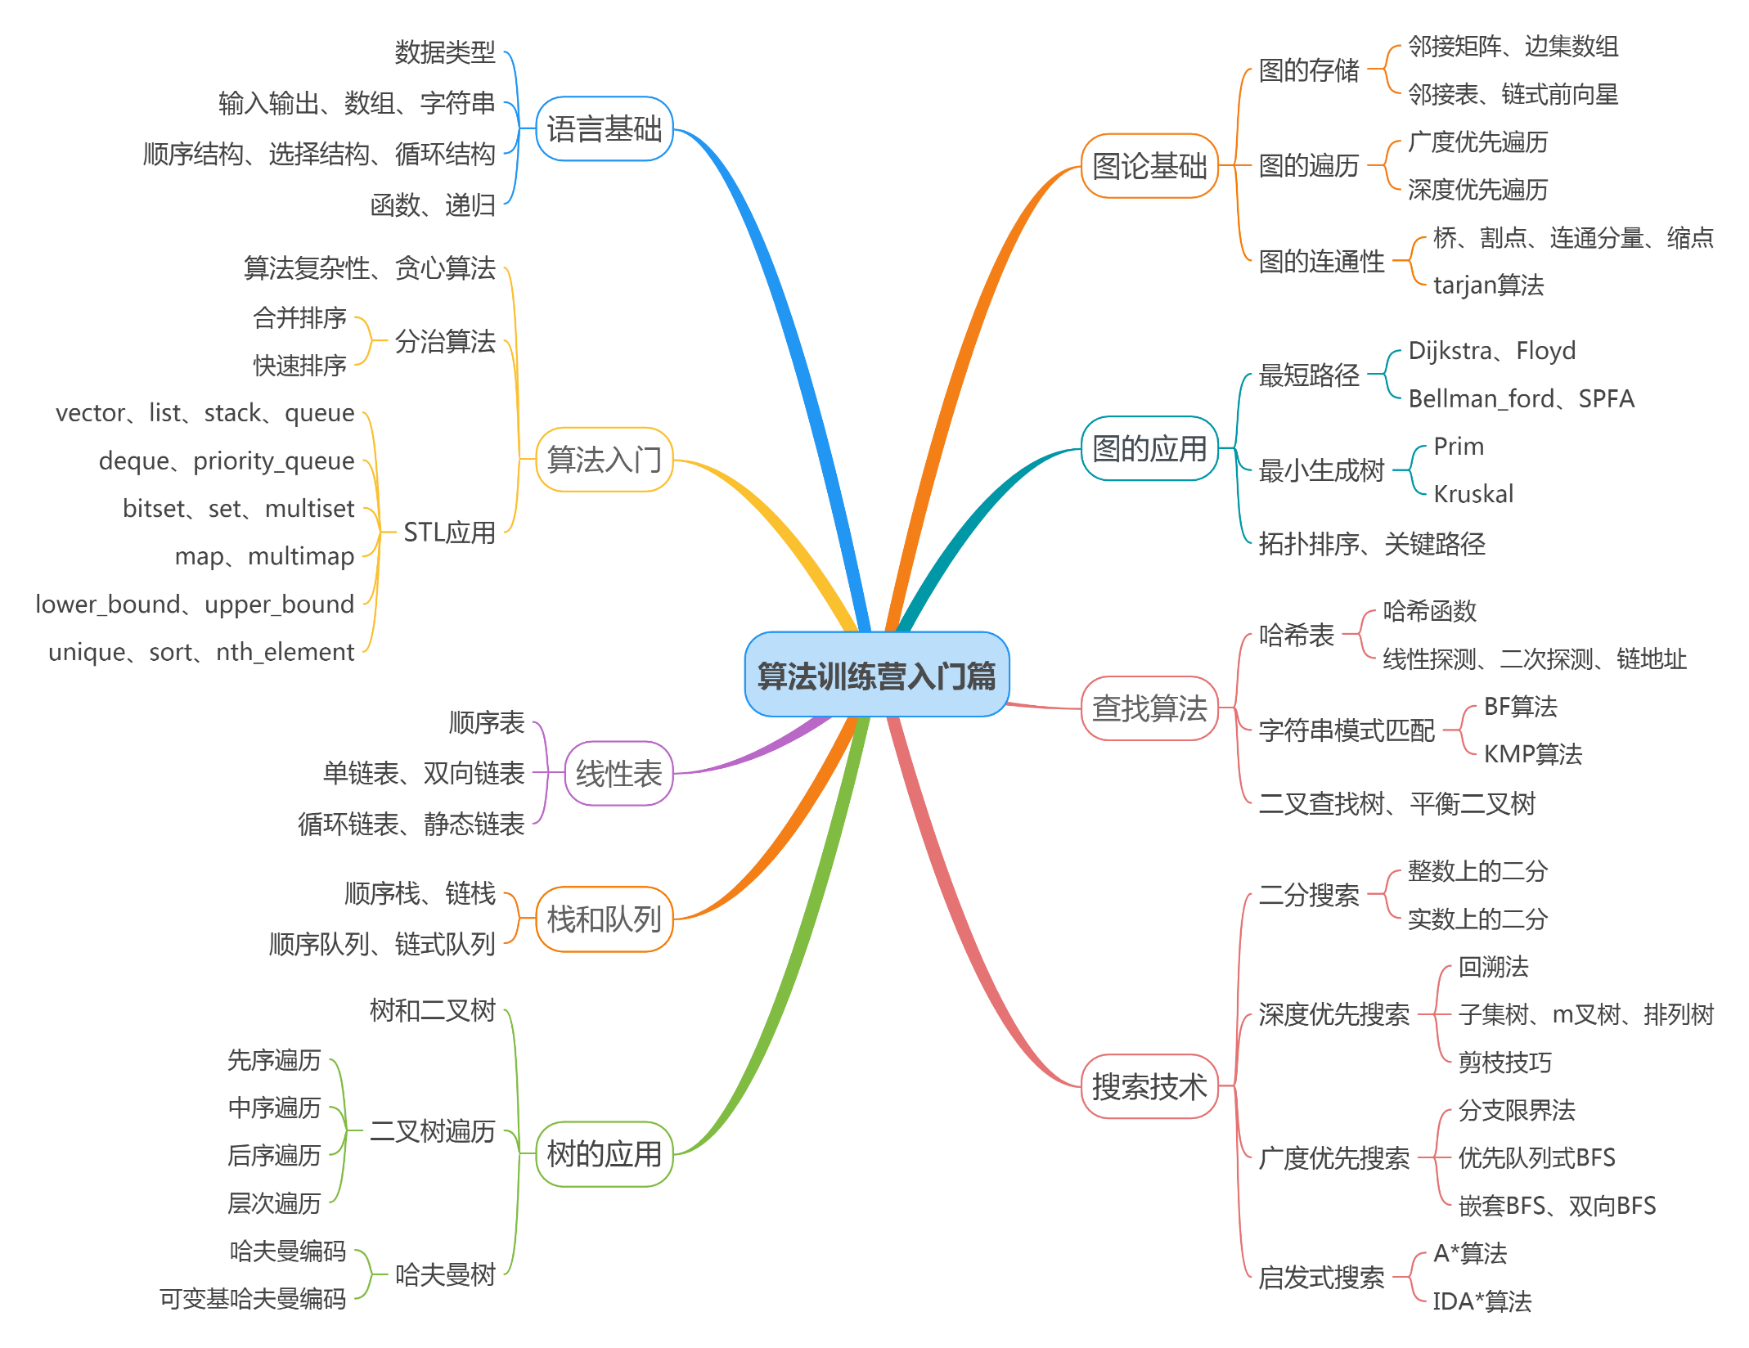 算法训练营入门篇
语言基础
数据类型
输入输出、数组、字符串
顺序结构、选择结构、循环结构
函数、递归
算法入门
算法复杂性、贪心算法
分治算法
合并排序
快速排序
STL应用
vector、list、stack、queue
deque、priority_queue
bitset、set、multiset
map、multimap
lower_bound、upper_bound
unique、sort、nth_element
线性表
顺序表
单链表、双向链表
循环链表、静态链表
栈和队列
顺序栈、链栈
顺序队列、链式队列
树的应用
树和二叉树
二叉树遍历
先序遍历
中序遍历
后序遍历
层次遍历
哈夫曼树
哈夫曼编码
可变基哈夫曼编码
图论基础
图的存储
邻接矩阵、边集数组
邻接表、链式前向星
图的遍历
广度优先遍历
深度优先遍历
图的连通性
桥、割点、连通分量、缩点
tarjan算法
图的应用
最短路径
Dijkstra、Floyd
Bellman_ford、SPFA
最小生成树
Prim
Kruskal
拓扑排序、关键路径
查找算法
哈希表
哈希函数
线性探测、二次探测、链地址
字符串模式匹配
BF算法
KMP算法
二叉查找树、平衡二叉树
搜索技术
二分搜索
整数上的二分
实数上的二分
深度优先搜索
回溯法
子集树、m叉树、排列树
剪枝技巧
广度优先搜索
分支限界法
优先队列式BFS
嵌套BFS、双向BFS
启发式搜索
A*算法
IDA*算法